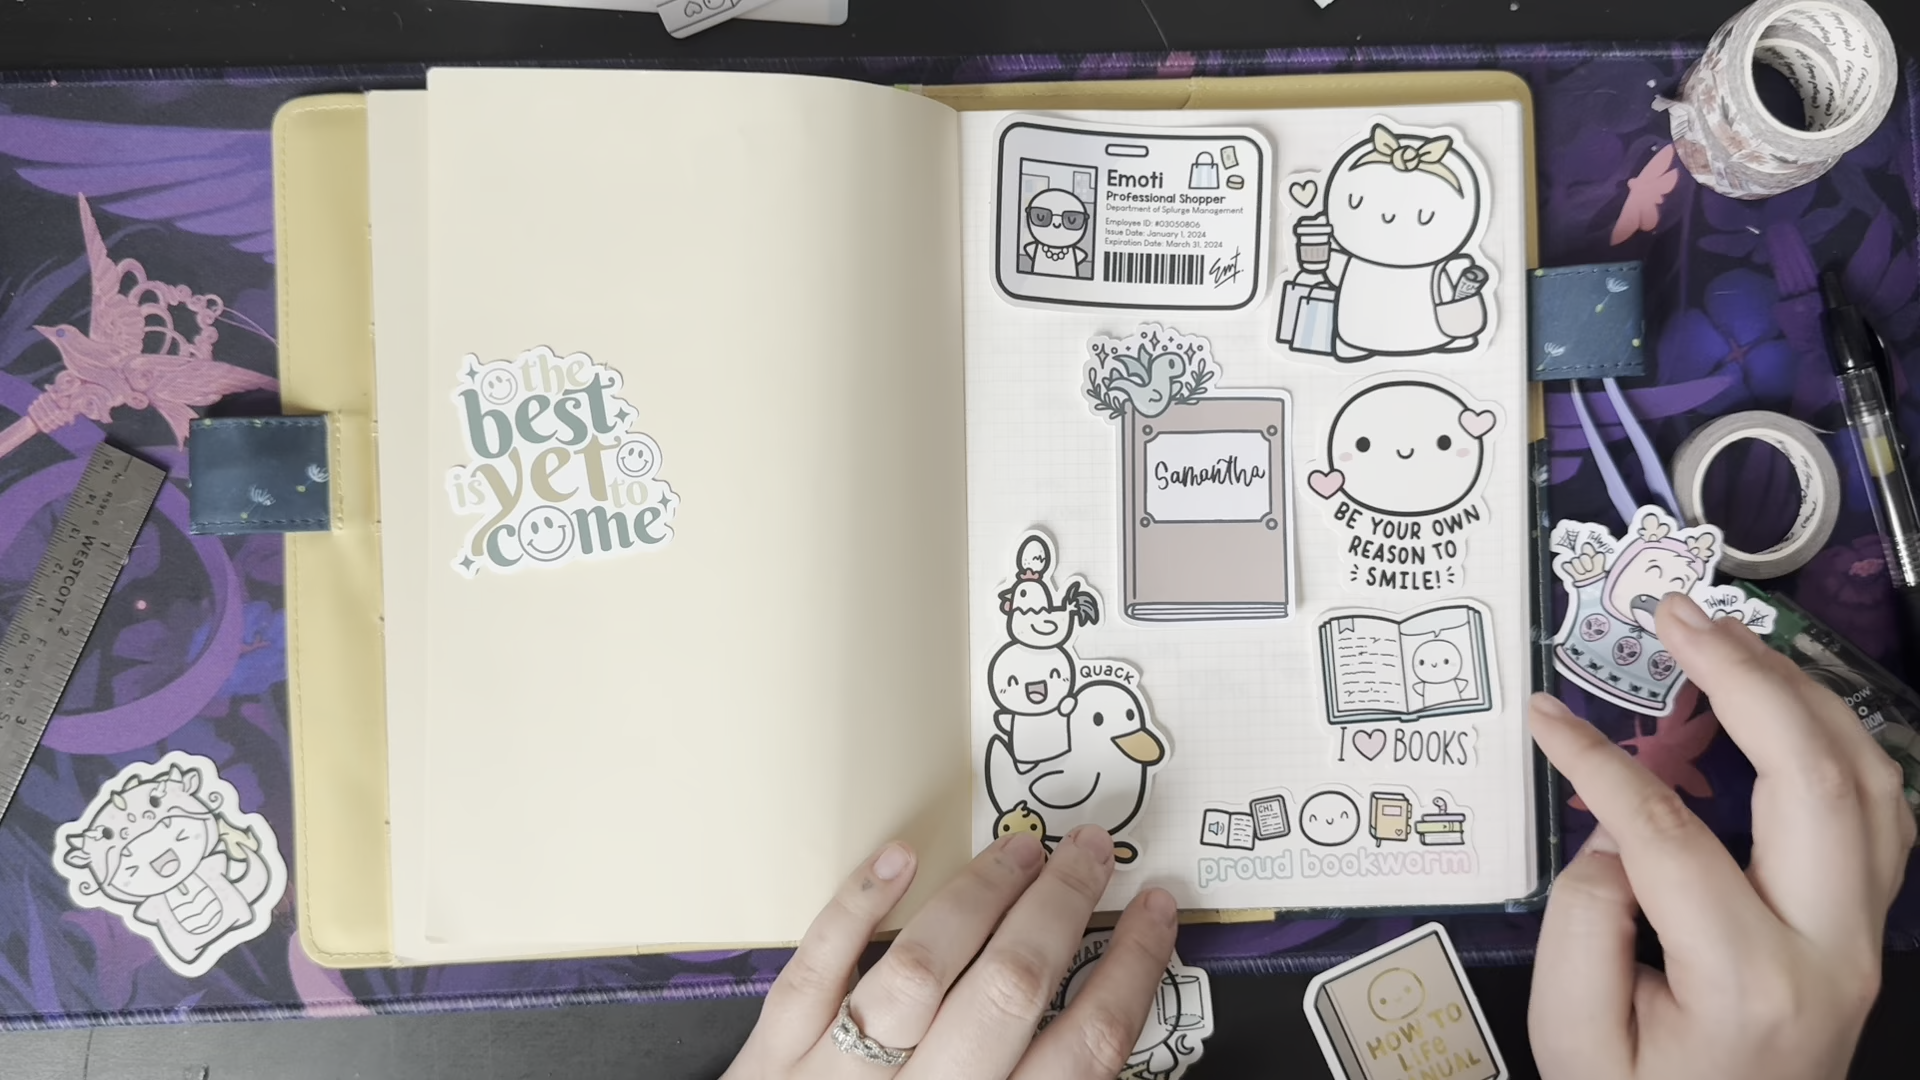 the
best
is yet to
come
Emoti
Professional Shopper
Department of Splurge Management
Employee ID: #03050806
Issue Date: January 1, 2024
Expiration Date: March 31, 2024
Emt.
Samantha
BE YOUR OWN
REASON TO
SMILE!
QUACK
I BOOKS
CH1
proud bookworm
THWIP
THWIP
HOW TO
Life
MANUAL
WESTCOTT